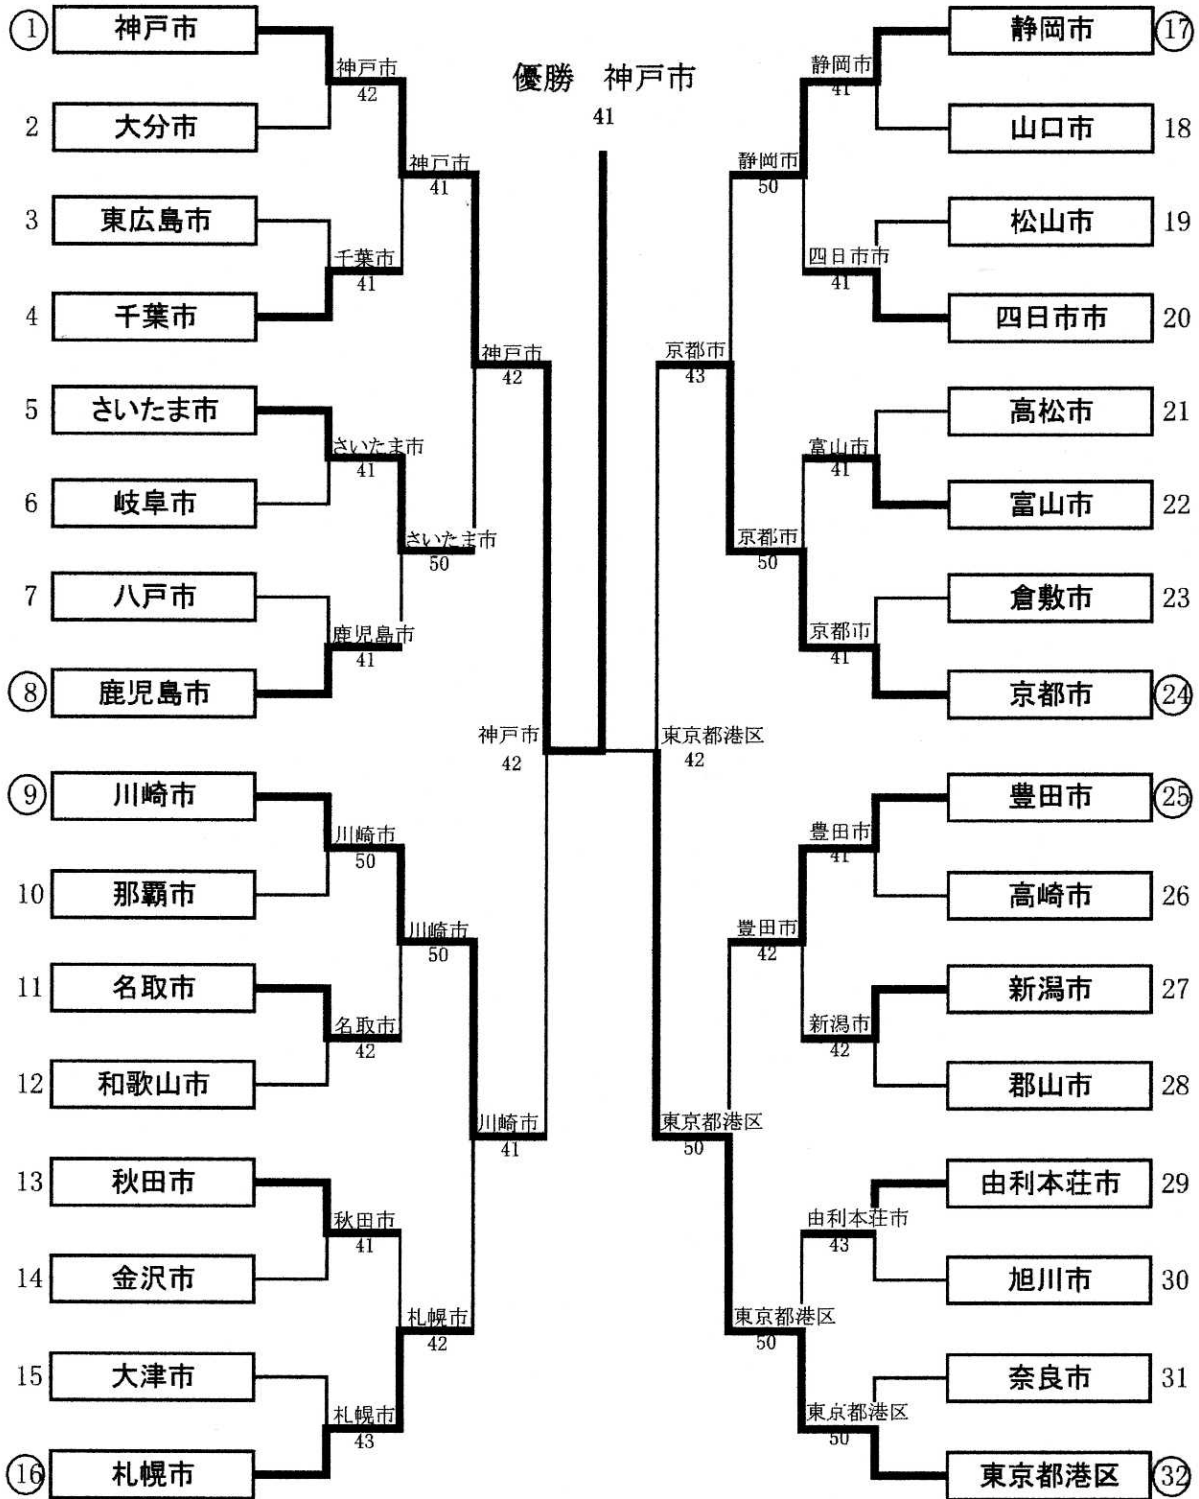 優勝 神戸市
41
① 神戸市
2 大分市
3 東広島市
4 千葉市
5 さいたま市
6 岐阜市
7 八戸市
⑧ 鹿児島市
⑨ 川崎市
10 那覇市
11 名取市
12 和歌山市
13 秋田市
14 金沢市
15 大津市
⑯ 札幌市
神戸市
42
千葉市
41
さいたま市
41
鹿児島市
41
川崎市
50
名取市
42
秋田市
41
札幌市
43
神戸市
41
さいたま市
50
川崎市
50
札幌市
42
神戸市
42
川崎市
41
神戸市
42
東京都港区
42
京都市
43
東京都港区
50
静岡市
50
京都市
50
豊田市
42
東京都港区
50
静岡市
41
四日市市
41
富山市
41
京都市
41
豊田市
41
新潟市
42
由利本荘市
43
東京都港区
50
静岡市 ⑰
山口市 18
松山市 19
四日市市 20
高松市 21
富山市 22
倉敷市 23
京都市 ㉔
豊田市 ㉕
高崎市 26
新潟市 27
郡山市 28
由利本荘市 29
旭川市 30
奈良市 31
東京都港区 ㉜